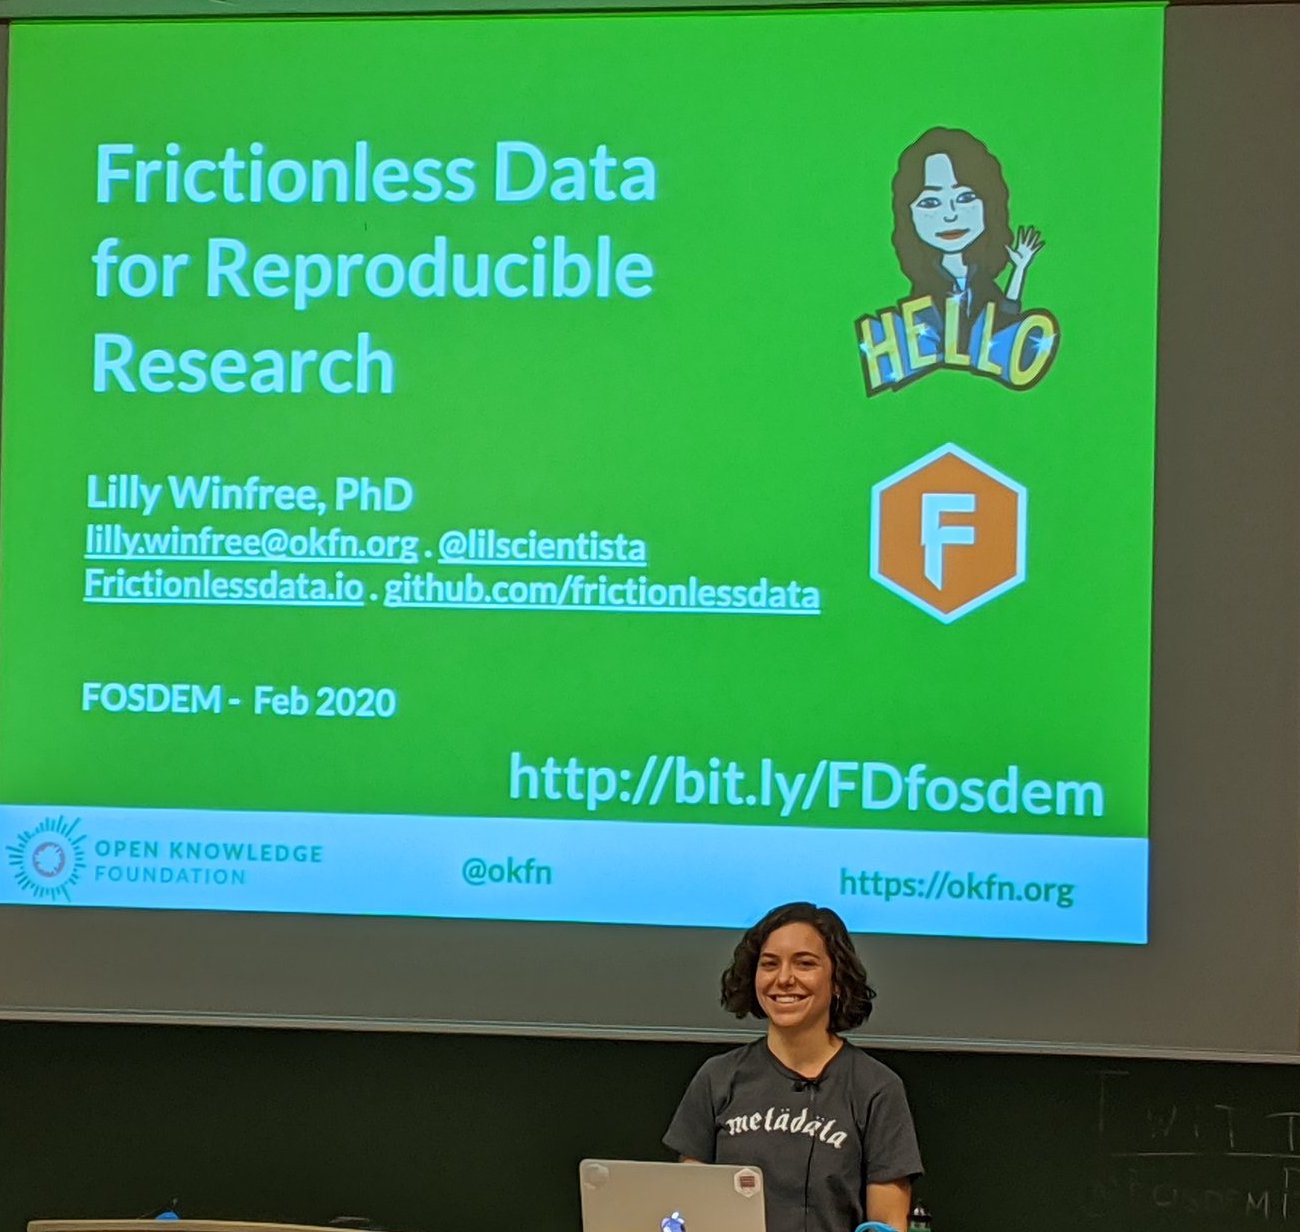 Frictionless Data
for Reproducible
Research
HELLO
F
Lilly Winfree, PhD
lilly.winfree@okfn.org . @lilscientista
Frictionlessdata.io . github.com/frictionlessdata
FOSDEM - Feb 2020
http://bit.ly/FDfosdem
OPEN KNOWLEDGE
FOUNDATION
@okfn
https://okfn.org
metädäta